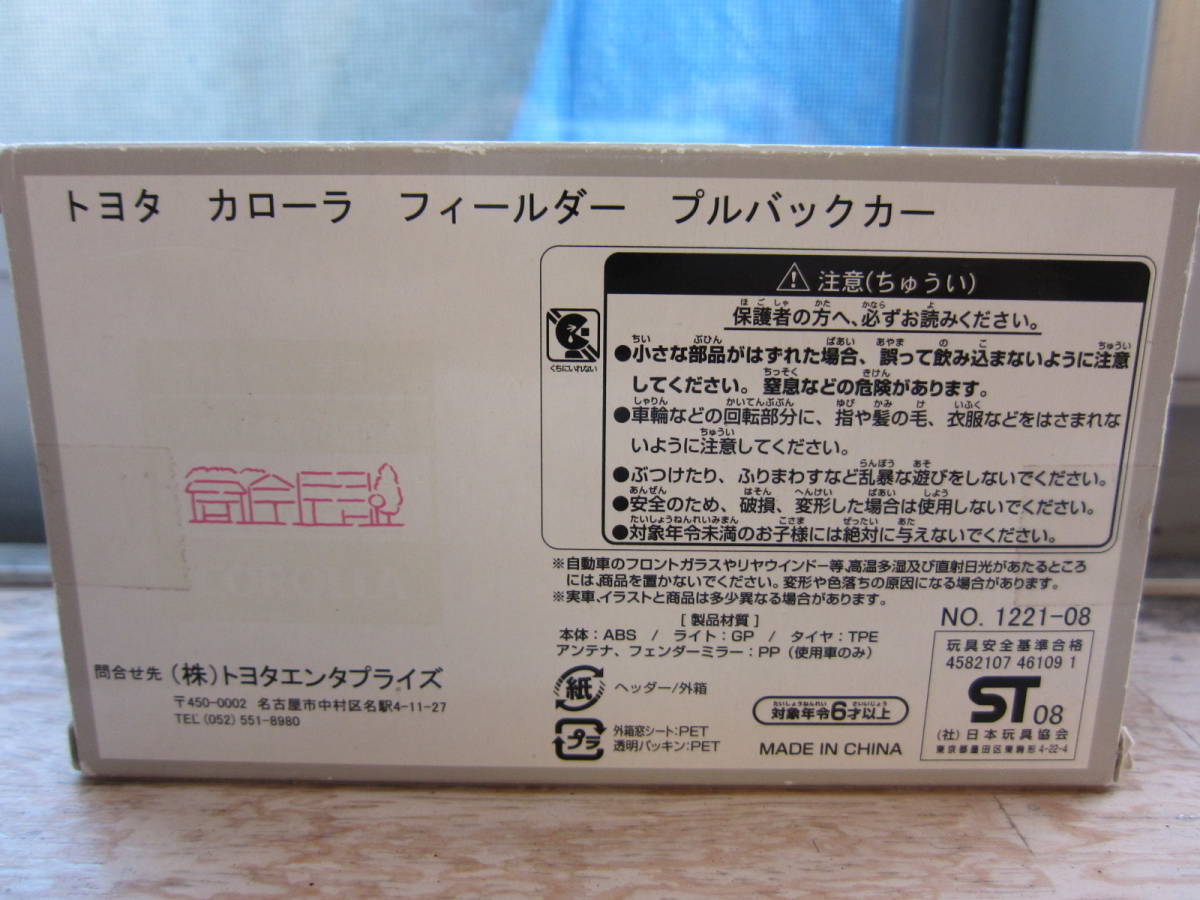 トヨタ　カローラ　フィールダー　プルバックカー
⚠ 注意(ちゅうい)
保護者の方へ、必ずお読みください。
くちにいれない
●小さな部品がはずれた場合、誤って飲み込まないように注意
してください。窒息などの危険があります。
●車輪などの回転部分に、指や髪の毛、衣服などをはさまれな
いように注意してください。
●ぶつけたり、ふりまわすなど乱暴な遊びをしないでください。
●安全のため、破損、変形した場合は使用しないでください。
●対象年令未満のお子様には絶対に与えないでください。
※自動車のフロントガラスやリヤウインドー等、高温多湿及び直射日光があたるところ
には、商品を置かないでください。変形や色落ちの原因になる場合があります。
※実車、イラストと商品は多少異なる場合があります。
[ 製品材質 ]
本体：ABS / ライト：GP / タイヤ：TPE
アンテナ、フェンダーミラー：PP (使用車のみ)
紙 ヘッダー/外箱
プラ 外箱窓シート：PET
透明パッキン：PET
対象年令6才以上
MADE IN CHINA
NO. 1221-08
玩具安全基準合格
4582107 46109 1
ST 08
(社)日本玩具協会
東京都墨田区東駒形4-22-4
問合せ先 (株)トヨタエンタプライズ
〒450-0002 名古屋市中村区名駅4-11-27
TEL (052) 551-8980